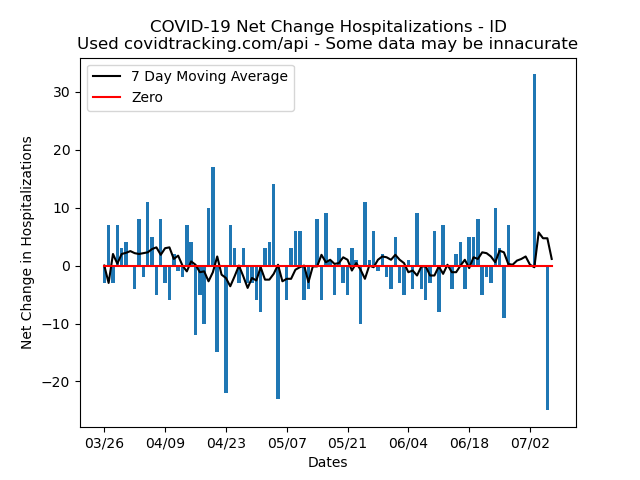 COVID-19 Net Change Hospitalizations - ID
Used covidtracking.com/api - Some data may be innacurate
7 Day Moving Average
Zero
Net Change in Hospitalizations
30
20
10
0
−10
−20
03/26 04/09 04/23 05/07 05/21 06/04 06/18 07/02
Dates